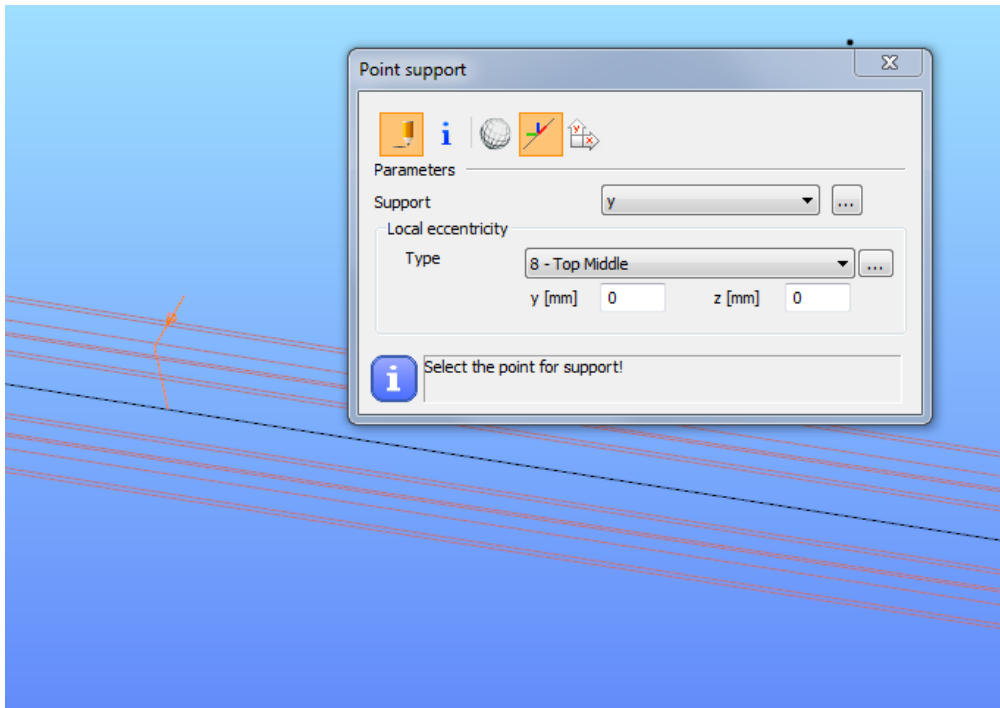 Point support
Parameters
Support y ...
Local eccentricity
Type 8 - Top Middle ...
y [mm] 0 z [mm] 0
Select the point for support!